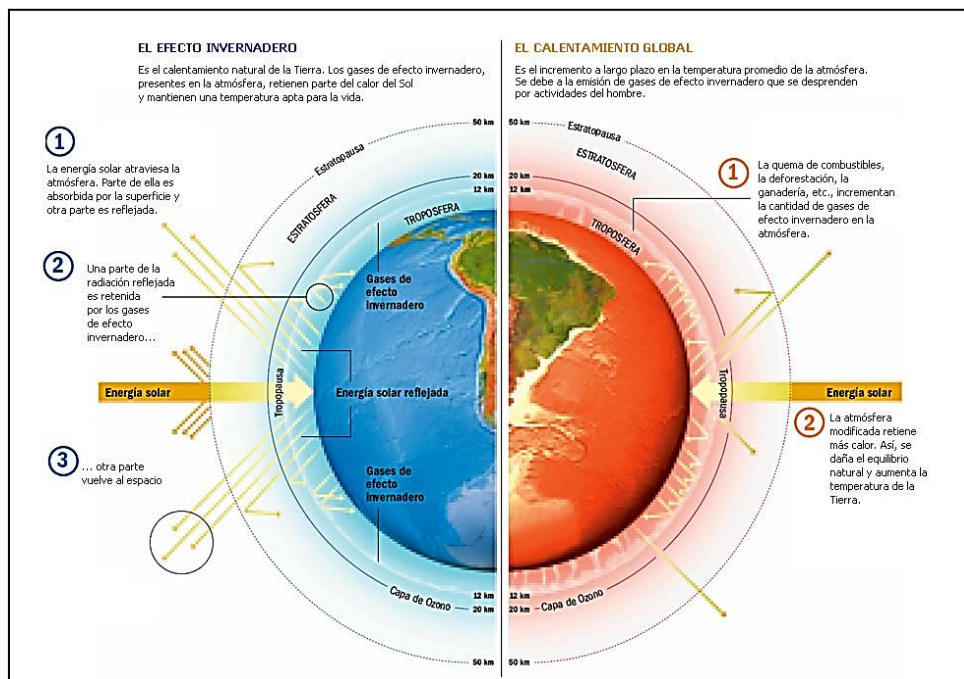 EL EFECTO INVERNADERO
Es el calentamiento natural de la Tierra. Los gases de efecto invernadero,
presentes en la atmósfera, retienen parte del calor del Sol
y mantienen una temperatura apta para la vida.
1
La energía solar atraviesa la
atmósfera. Parte de ella es
absorbida por la superficie y
otra parte es reflejada.
2
Una parte de la
radiación reflejada
es retenida
por los gases
de efecto
invernadero...
Energía solar
3
... otra parte
vuelve al espacio
50 km
Estratopausa
ESTRATOSFERA
20 km
12 km
TROPOSFERA
Gases de
efecto
invernadero
Tropopausa
Energía solar reflejada
Gases de
efecto
invernadero
Capa de Ozono
12 km
20 km
50 km
EL CALENTAMIENTO GLOBAL
Es el incremento a largo plazo en la temperatura promedio de la atmósfera.
Se debe a la emisión de gases de efecto invernadero que se desprenden
por actividades del hombre.
50 km
Estratopausa
ESTRATÓSFERA
20 km
12 km
TROPOSFERA
1
La quema de combustibles,
la deforestación, la
ganadería, etc., incrementan
la cantidad de gases de
efecto invernadero en la
atmósfera.
Tropopausa
Energía solar
2
La atmósfera
modificada retiene
más calor. Así, se
daña el equilibrio
natural y aumenta la
temperatura de la
Tierra.
12 km
20 km
Capa de Ozono
50 km